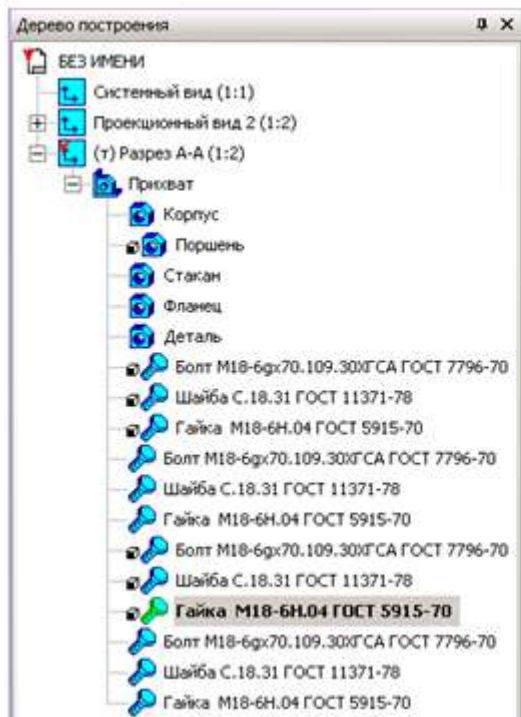 Дерево построения
БЕЗ ИМЕНИ
Системный вид (1:1)
Проекционный вид 2 (1:2)
(т) Разрез А-А (1:2)
Прихват
Корпус
Поршень
Стакан
Фланец
Деталь
Болт М18-6gx70.109.30ХГСА ГОСТ 7796-70
Шайба С.18.31 ГОСТ 11371-78
Гайка М18-6Н.04 ГОСТ 5915-70
Болт М18-6gx70.109.30ХГСА ГОСТ 7796-70
Шайба С.18.31 ГОСТ 11371-78
Гайка М18-6Н.04 ГОСТ 5915-70
Болт М18-6gx70.109.30ХГСА ГОСТ 7796-70
Шайба С.18.31 ГОСТ 11371-78
Гайка М18-6Н.04 ГОСТ 5915-70
Болт М18-6gx70.109.30ХГСА ГОСТ 7796-70
Шайба С.18.31 ГОСТ 11371-78
Гайка М18-6Н.04 ГОСТ 5915-70